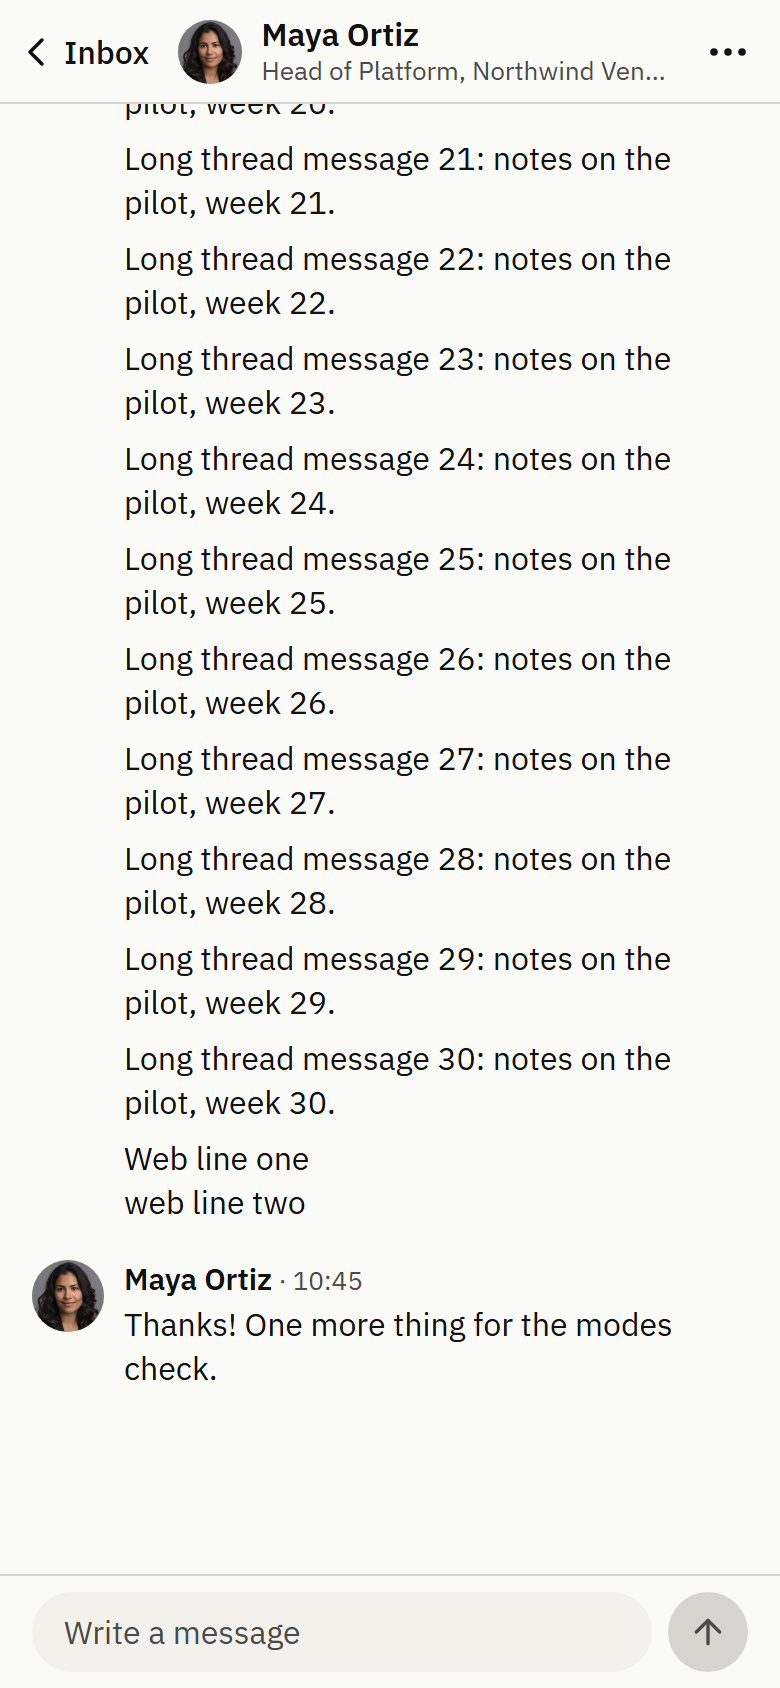 Inbox
Maya Ortiz
Head of Platform, Northwind Ven...
pilot, week 20.
Long thread message 21: notes on the
pilot, week 21.
Long thread message 22: notes on the
pilot, week 22.
Long thread message 23: notes on the
pilot, week 23.
Long thread message 24: notes on the
pilot, week 24.
Long thread message 25: notes on the
pilot, week 25.
Long thread message 26: notes on the
pilot, week 26.
Long thread message 27: notes on the
pilot, week 27.
Long thread message 28: notes on the
pilot, week 28.
Long thread message 29: notes on the
pilot, week 29.
Long thread message 30: notes on the
pilot, week 30.
Web line one
web line two
Maya Ortiz · 10:45
Thanks! One more thing for the modes
check.
Write a message